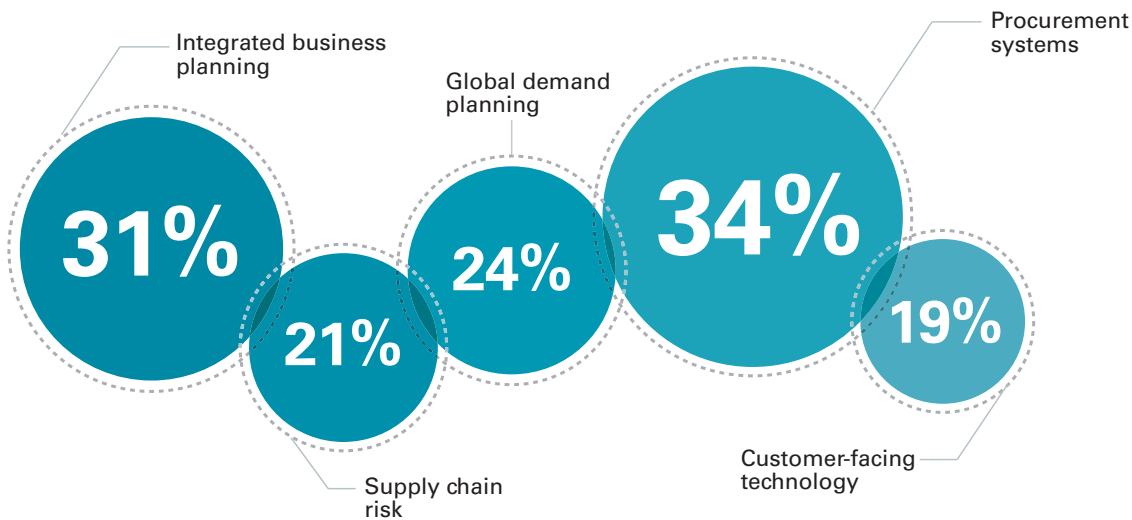 Integrated business
planning
31%
21%
Supply chain
risk
Global demand
planning
24%
Procurement
systems
34%
19%
Customer-facing
technology